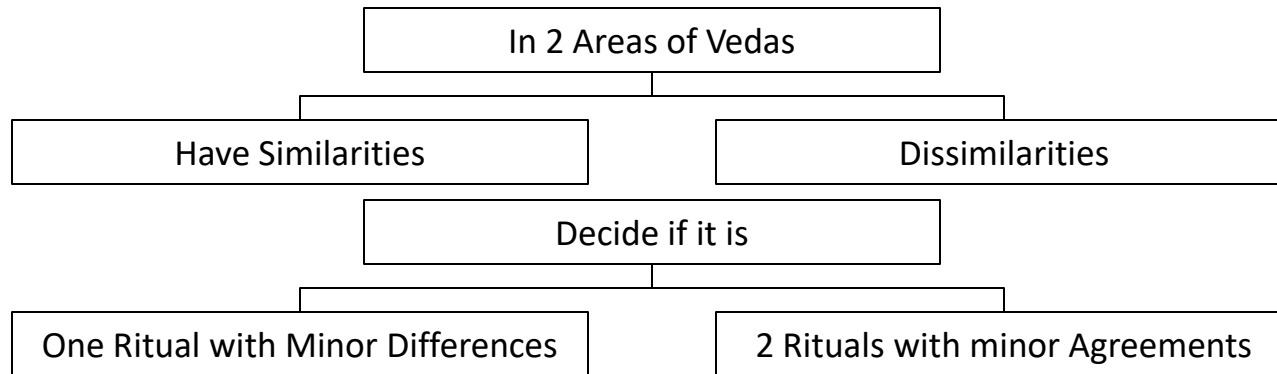 In 2 Areas of Vedas
Have Similarities
Dissimilarities
Decide if it is
One Ritual with Minor Differences
2 Rituals with minor Agreements